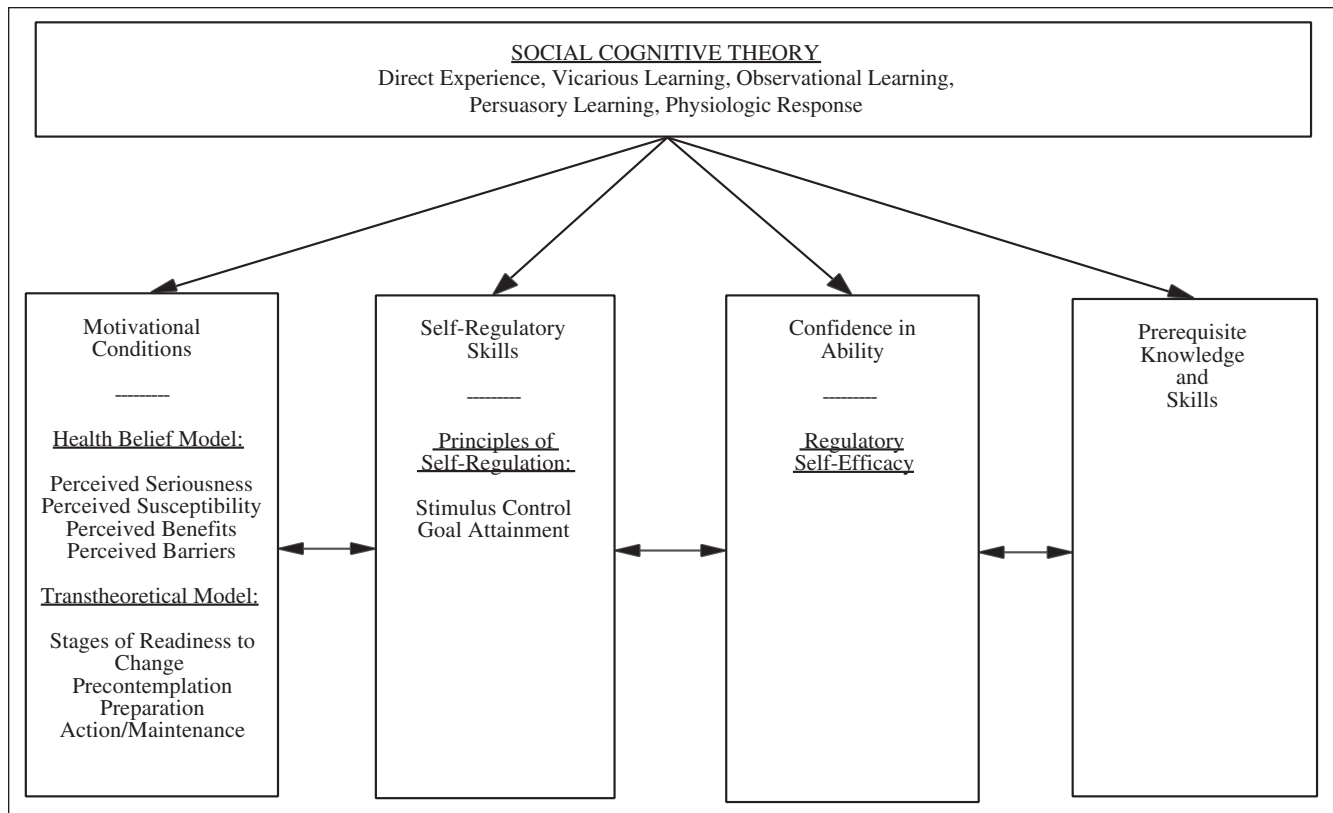 SOCIAL COGNITIVE THEORY
Direct Experience, Vicarious Learning, Observational Learning,
Persuasory Learning, Physiologic Response
Motivational
Conditions
---------
Health Belief Model:
Perceived Seriousness
Perceived Susceptibility
Perceived Benefits
Perceived Barriers
Transtheoretical Model:
Stages of Readiness to
Change
Precontemplation
Preparation
Action/Maintenance
Self-Regulatory
Skills
---------
Principles of
Self-Regulation:
Stimulus Control
Goal Attainment
Confidence in
Ability
---------
Regulatory
Self-Efficacy
Prerequisite
Knowledge
and
Skills